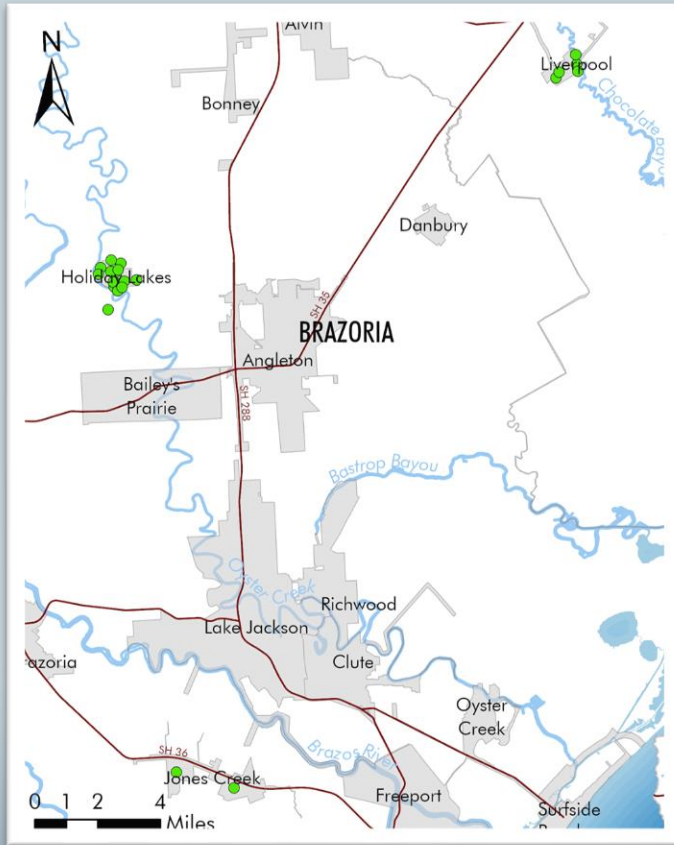 Alvin
N
Liverpool
Bonney
Chocolate Bayou
Danbury
Holiday Lakes
SH 35
BRAZORIA
Angleton
Bailey's
Prairie
SH 288
Bastrop Bayou
Oyster Creek
Richwood
Lake Jackson
Clute
azoria
Oyster
Creek
SH 36
Brazos River
Jones Creek
Freeport
0 1 2 4
Miles
Surfside